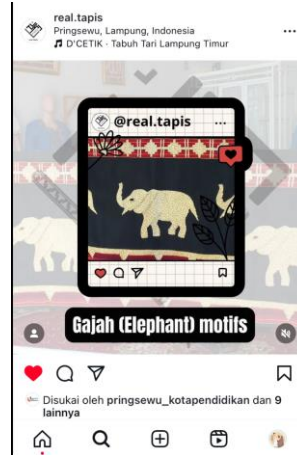 real.tapis
Pringsewu, Lampung, Indonesia
D'CETIK · Tabuh Tari Lampung Timur
@real.tapis
Gajah (Elephant) motifs
Disukai oleh pringsewu_kotapendidikan dan 9
lainnya